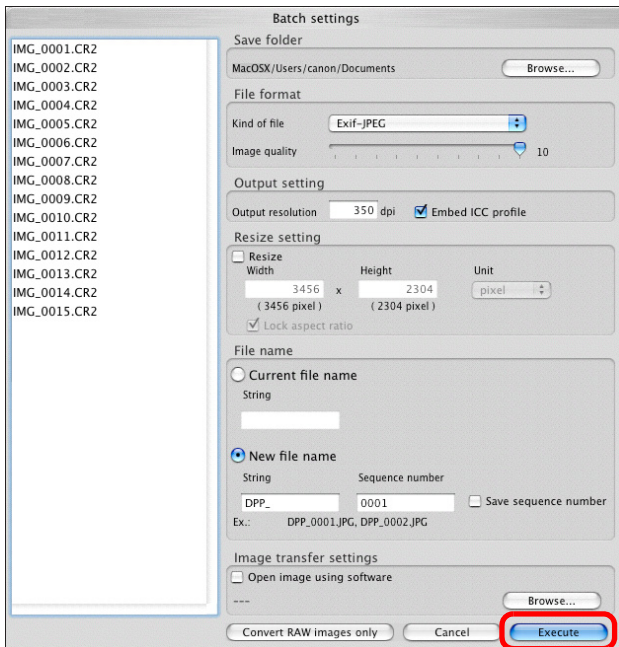 Batch settings
IMG_0001.CR2
IMG_0002.CR2
IMG_0003.CR2
IMG_0004.CR2
IMG_0005.CR2
IMG_0006.CR2
IMG_0007.CR2
IMG_0008.CR2
IMG_0009.CR2
IMG_0010.CR2
IMG_0011.CR2
IMG_0012.CR2
IMG_0013.CR2
IMG_0014.CR2
IMG_0015.CR2
Save folder
MacOSX/Users/canon/Documents Browse...
File format
Kind of file Exif-JPEG
Image quality 10
Output setting
Output resolution 350 dpi Embed ICC profile
Resize setting
Resize
Width Height Unit
3456 x 2304 pixel
( 3456 pixel ) ( 2304 pixel )
Lock aspect ratio
File name
Current file name
String
New file name
String Sequence number
DPP_ 0001 Save sequence number
Ex.: DPP_0001.JPG, DPP_0002.JPG
Image transfer settings
Open image using software
--- Browse...
Convert RAW images only Cancel Execute